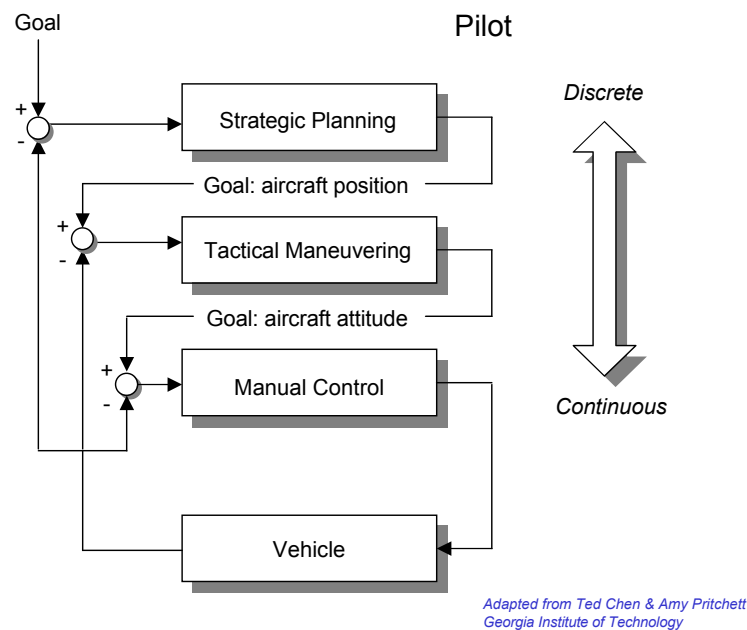 Goal
Pilot
+
-
Strategic Planning
Discrete
Goal: aircraft position
+
-
Tactical Maneuvering
Goal: aircraft attitude
+
-
Manual Control
Continuous
Vehicle
Adapted from Ted Chen & Amy Pritchett
Georgia Institute of Technology